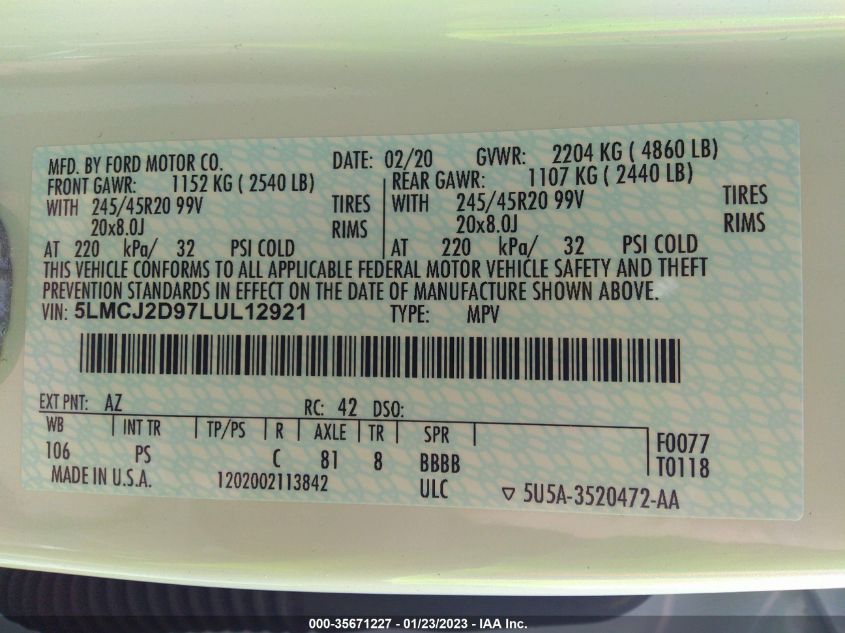 MFD. BY FORD MOTOR CO. DATE: 02/20 GVWR: 2204 KG ( 4860 LB)
FRONT GAWR: 1152 KG ( 2540 LB) REAR GAWR: 1107 KG ( 2440 LB)
WITH 245/45R20 99V TIRES WITH 245/45R20 99V TIRES
20x8.0J RIMS 20x8.0J RIMS
AT 220 kPa/ 32 PSI COLD AT 220 kPa/ 32 PSI COLD
THIS VEHICLE CONFORMS TO ALL APPLICABLE FEDERAL MOTOR VEHICLE SAFETY AND THEFT
PREVENTION STANDARDS IN EFFECT ON THE DATE OF MANUFACTURE SHOWN ABOVE.
VIN: 5LMCJ2D97LUL12921 TYPE: MPV
EXT PNT: AZ RC: 42 DSO:
WB INT TR TP/PS R AXLE TR SPR F0077
106 PS C 81 8 BBBB T0118
MADE IN U.S.A. 1202002113842 ULC ▽ 5U5A-3520472-AA
000-35671227 - 01/23/2023 - IAA Inc.